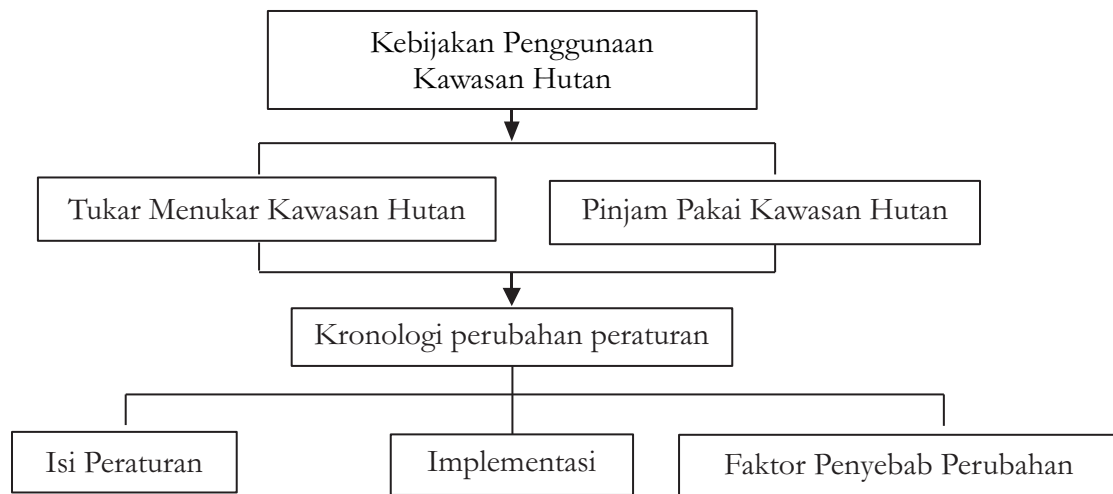 Kebijakan Penggunaan
Kawasan Hutan
Tukar Menukar Kawasan Hutan
Pinjam Pakai Kawasan Hutan
Kronologi perubahan peraturan
Isi Peraturan
Implementasi
Faktor Penyebab Perubahan